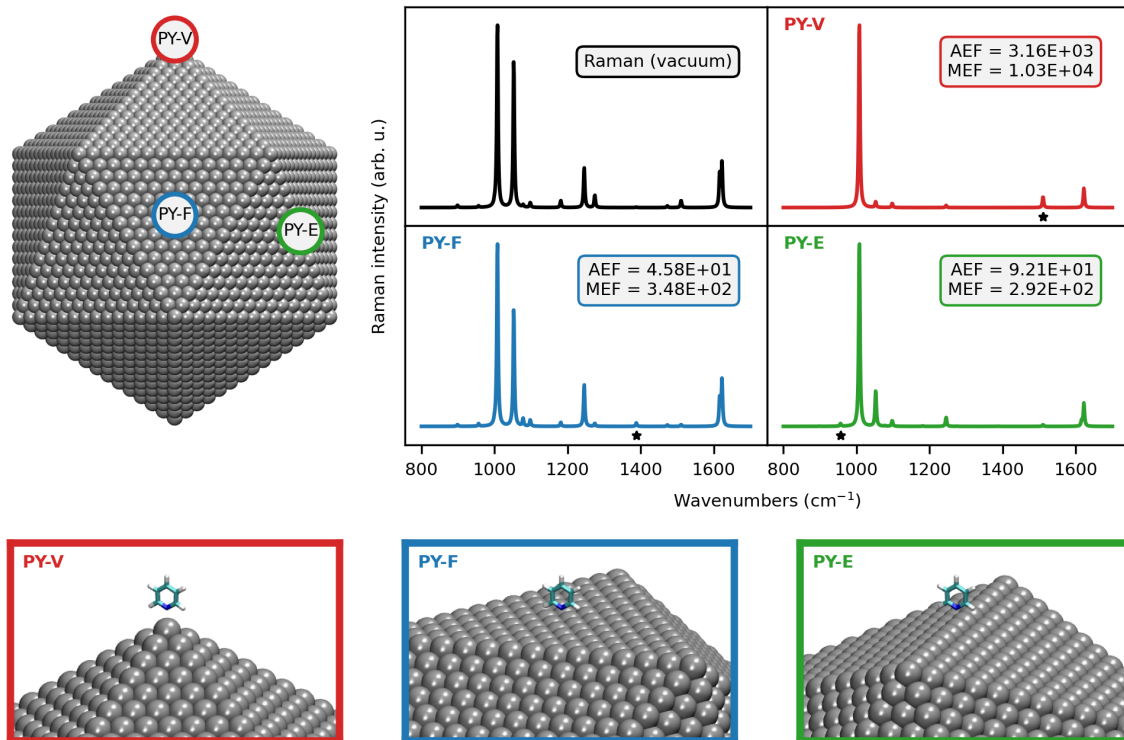 PY-V
PY-F
PY-E
Raman intensity (arb. u.)
Raman (vacuum)
PY-V
AEF = 3.16E+03
MEF = 1.03E+04
PY-F
AEF = 4.58E+01
MEF = 3.48E+02
PY-E
AEF = 9.21E+01
MEF = 2.92E+02
800 1000 1200 1400 1600
800 1000 1200 1400 1600
Wavenumbers (cm⁻¹)
PY-V
PY-F
PY-E